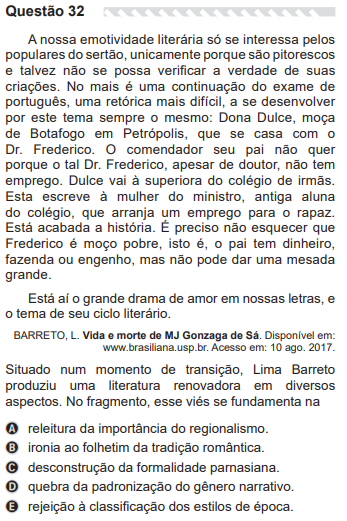 Questão 32
A nossa emotividade literária só se interessa pelos
populares do sertão, unicamente porque são pitorescos
e talvez não se possa verificar a verdade de suas
criações. No mais é uma continuação do exame de
português, uma retórica mais difícil, a se desenvolver
por este tema sempre o mesmo: Dona Dulce, moça
de Botafogo em Petrópolis, que se casa com o
Dr. Frederico. O comendador seu pai não quer
porque o tal Dr. Frederico, apesar de doutor, não tem
emprego. Dulce vai à superiora do colégio de irmãs.
Esta escreve à mulher do ministro, antiga aluna
do colégio, que arranja um emprego para o rapaz.
Está acabada a história. É preciso não esquecer que
Frederico é moço pobre, isto é, o pai tem dinheiro,
fazenda ou engenho, mas não pode dar uma mesada
grande.
Está aí o grande drama de amor em nossas letras, e
o tema de seu ciclo literário.
BARRETO, L. Vida e morte de MJ Gonzaga de Sá. Disponível em:
www.brasiliana.usp.br. Acesso em: 10 ago. 2017.
Situado num momento de transição, Lima Barreto
produziu uma literatura renovadora em diversos
aspectos. No fragmento, esse viés se fundamenta na
A releitura da importância do regionalismo.
B ironia ao folhetim da tradição romântica.
C desconstrução da formalidade parnasiana.
D quebra da padronização do gênero narrativo.
E rejeição à classificação dos estilos de época.